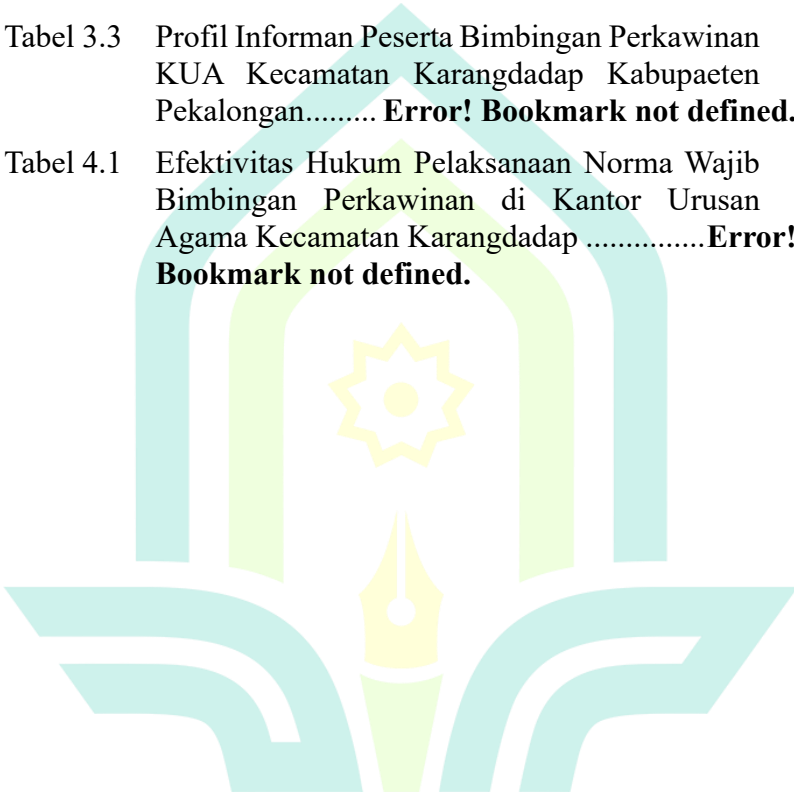 Tabel 3.3 Profil Informan Peserta Bimbingan Perkawinan
KUA Kecamatan Karangdadap Kabupaeten
Pekalongan......... Error! Bookmark not defined.
Tabel 4.1 Efektivitas Hukum Pelaksanaan Norma Wajib
Bimbingan Perkawinan di Kantor Urusan
Agama Kecamatan Karangdadap ...............Error!
Bookmark not defined.